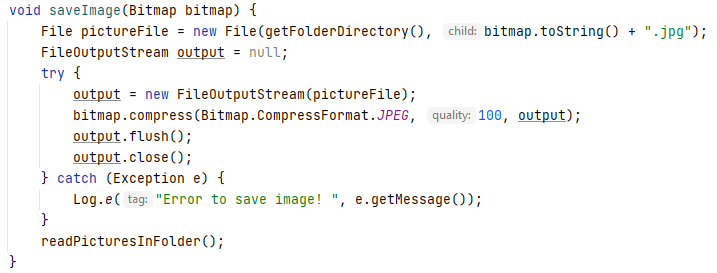 void saveImage(Bitmap bitmap) {
    File pictureFile = new File(getFolderDirectory(), child: bitmap.toString() + ".jpg");
    FileOutputStream output = null;
    try {
        output = new FileOutputStream(pictureFile);
        bitmap.compress(Bitmap.CompressFormat.JPEG, quality: 100, output);
        output.flush();
        output.close();
    } catch (Exception e) {
        Log.e( tag: "Error to save image! ", e.getMessage());
    }
    readPicturesInFolder();
}